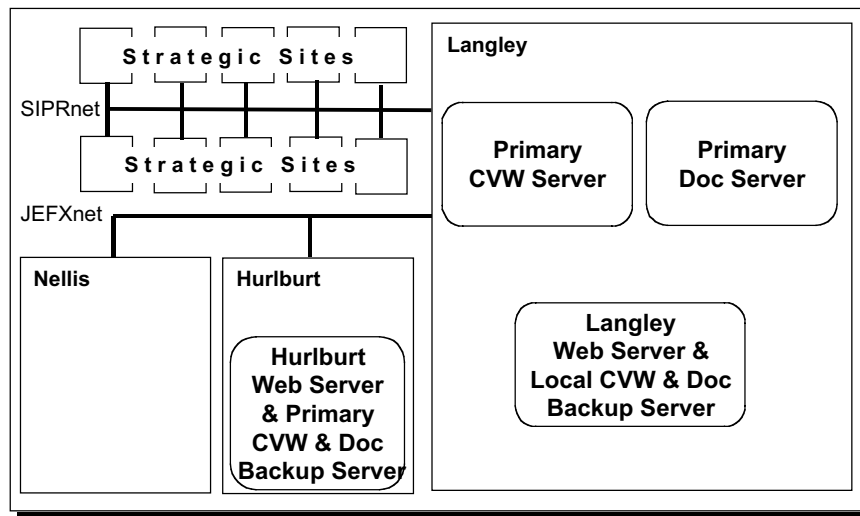 Strategic Sites
Langley
SIPRnet
Primary
CVW Server
Primary
Doc Server
Strategic Sites
JEFXnet
Nellis
Hurlburt
Hurlburt
Web Server
& Primary
CVW & Doc
Backup Server
Langley
Web Server &
Local CVW & Doc
Backup Server